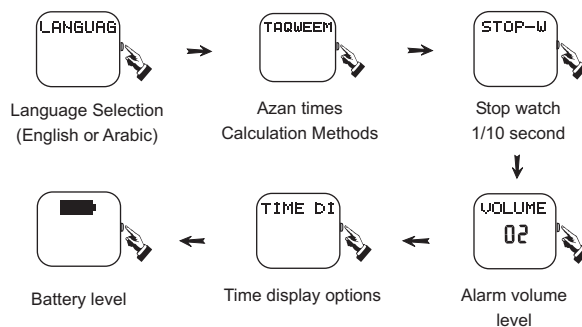 LANGUAG
TAQWEEM
STOP-W
Language Selection
(English or Arabic)
Azan times
Calculation Methods
Stop watch
1/10 second
TIME DI
VOLUME
02
Battery level
Time display options
Alarm volume
level